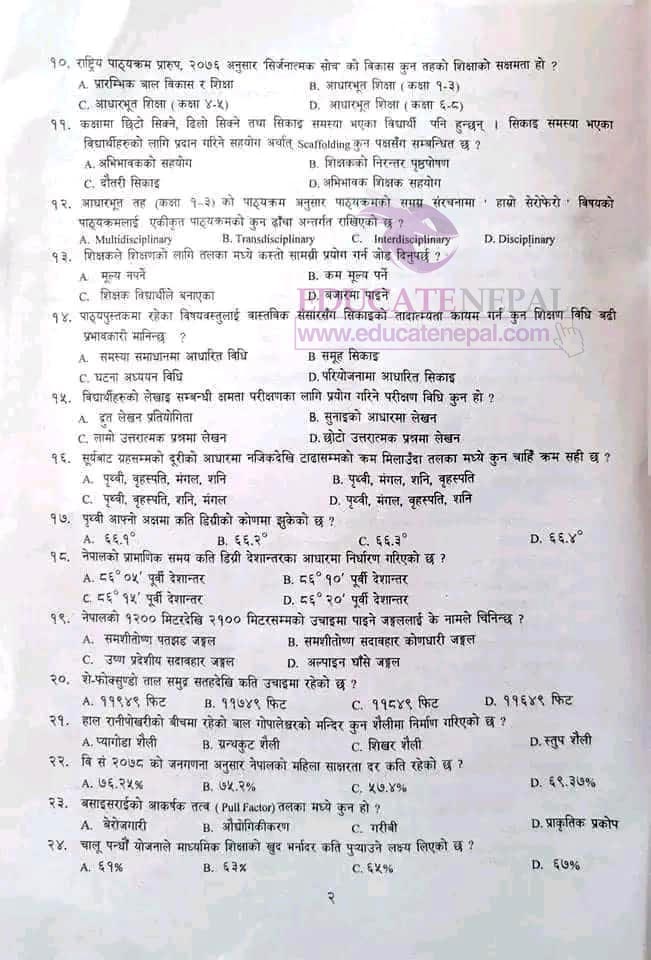 १०. राष्ट्रिय पाठ्यक्रम प्रारुप, २०७६ अनुसार 'सिर्जनात्मक सोच' को बिकास कुन तहको शिक्षाको सक्षमता हो ?
A. प्रारम्भिक बाल बिकास र शिक्षा B. आधारभूत शिक्षा ( कक्षा १-३)
C. आधारभूत शिक्षा ( कक्षा ४-५) D. आधारभूत शिक्षा ( कक्षा ६-८)
११. कक्षामा छिटो सिक्ने, ढिलो सिक्ने तथा सिकाइ समस्या भएका बिद्यार्थी पनि हुन्छन् । सिकाइ समस्या भएका
बिद्यार्थीहरुको लागि प्रदान गरिने सहयोग अर्थात् Scaffolding कुन पक्षसँग सम्बन्धित छ ?
A. अभिभावकको सहयोग B. शिक्षकको निरन्तर पृष्ठपोषण
C. दौतरी सिकाइ D. अभिभावक शिक्षक सहयोग
१२. आधारभूत तह (कक्षा १-३) को पाठ्यक्रम अनुसार पाठ्यक्रमको समग्र संरचनामा ' हाम्रो सेरोफेरो ' बिषयको
पाठ्यक्रमलाई एकीकृत पाठ्यक्रमको कुन ढाँचा अन्तर्गत राखिएको छ ?
A. Multidisciplinary B. Transdisciplinary C. Interdisciplinary D. Disciplinary
१३. शिक्षकले शिक्षणको लागि तलका मध्ये कस्तो सामग्री प्रयोग गर्न जोड दिनुपर्छ ?
A. मूल्य नपर्ने B. कम मूल्य पर्ने
C. शिक्षक विद्यार्थीले बनाएका D. बजारमा पाइने
EDUCATENEPAL
१४. पाठ्यपुस्तकमा रहेका बिषयवस्तुलाई वास्तविक संसारसँग सिकाइको तादात्म्यता कायम गर्न कुन शिक्षण विधि बढी
www.educatenepal.com
प्रभावकारी मानिन्छ ?
A. समस्या समाधानमा आधारित विधि B समूह सिकाइ
C. घटना अध्ययन विधि D. परियोजनामा आधारित सिकाइ
१५. बिद्यार्थीहरुको लेखाइ सम्बन्धी क्षमता परीक्षणका लागि प्रयोग गरिने परीक्षण बिधि कुन हो ?
A. द्रुत लेखन प्रतियोगिता B. सुनाइको आधारमा लेखन
C. लामो उत्तरात्मक प्रश्नमा लेखन D. छोटो उत्तरात्मक प्रश्नमा लेखन
१६. सूर्यबाट ग्रहसम्मको दूरीको आधारमा नजिकदेखि टाढासम्मको क्रम मिलाउँदा तलका मध्ये कुन चाहिँ क्रम सही छ ?
A. पृथ्वी, वृहस्पति, मंगल, शनि B. पृथ्वी, मंगल, शनि, वृहस्पति
C. पृथ्वी, वृहस्पति, शनि, मंगल D. पृथ्वी, मंगल, वृहस्पति, शनि
१७. पृथ्वी आफ्नो अक्षमा कति डिग्रीको कोणमा झुकेको छ ?
A. ६६.१° B. ६६.२° C. ६६.३° D. ६६.४°
१८. नेपालको प्रामाणिक समय कति डिग्री देशान्तरका आधारमा निर्धारण गरिएको छ ?
A. ८६° ०५' पूर्वी देशान्तर B. ८६° १०' पूर्वी देशान्तर
C. ८६° १५' पूर्वी देशान्तर D. ८६° २०' पूर्वी देशान्तर
१९. नेपालको १२०० मिटरदेखि २१०० मिटरसम्मको उचाइमा पाइने जङ्गललाई के नामले चिनिन्छ ?
A. समशीतोष्ण पतझड जङ्गल B. समशीतोष्ण सदाबहार कोणधारी जङ्गल
C. उष्ण प्रदेशीय सदाबहार जङ्गल D. अल्पाइन घाँसे जङ्गल
२०. शे-फोक्सुण्डो ताल समुद्र सतहदेखि कति उचाइमा रहेको छ ?
A. ११९४९ फिट B. ११७४९ फिट C. ११८४९ फिट D. ११६४९ फिट
२१. हाल रानीपोखरीको बीचमा रहेको बाल गोपालेश्वरको मन्दिर कुन शैलीमा निर्माण गरिएको छ ?
A. प्यागोडा शैली B. ग्रन्थकुट शैली C. शिखर शैली D. स्तुप शैली
२२. बि सं २०७८ को जनगणना अनुसार नेपालको महिला साक्षरता दर कति रहेको छ ?
A. ७६.२५% B. ७५.२% C. ५७.४% D. ६९.३७%
२३. बसाइसराईको आकर्षक तत्व ( Pull Factor) तलका मध्ये कुन हो ?
A. बेरोजगारी B. औद्योगिकीकरण C. गरीबी D. प्राकृतिक प्रकोप
२४. चालू पन्ध्रौं योजनाले माध्यमिक शिक्षाको खुद भर्नादर कति पुऱ्याउने लक्ष्य लिएको छ ?
A. ६१% B. ६३% C. ६५% D. ६७%
२